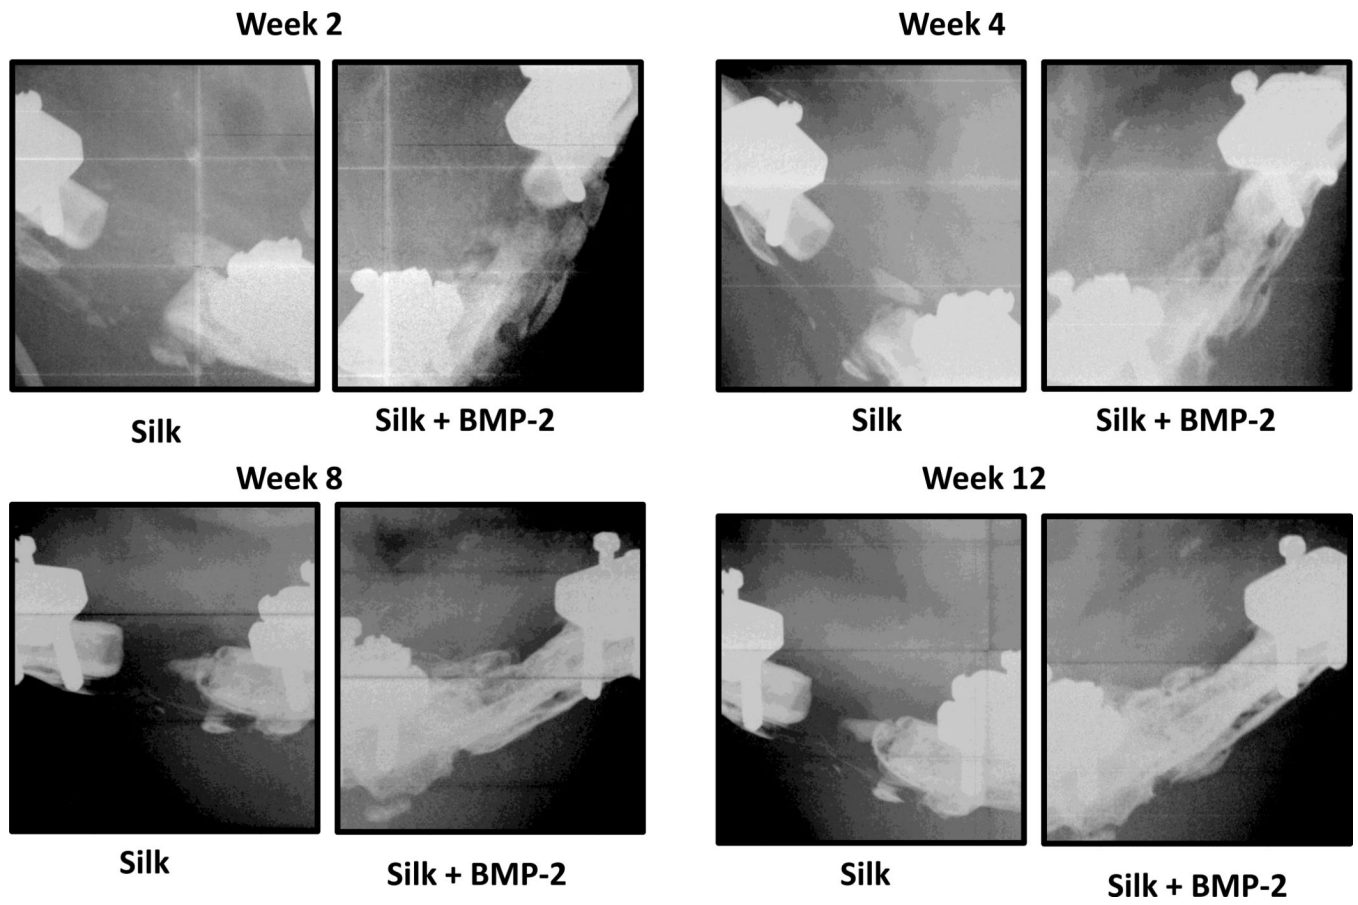 Week 2
Week 4
Silk
Silk + BMP-2
Silk
Silk + BMP-2
Week 8
Week 12
Silk
Silk + BMP-2
Silk
Silk + BMP-2